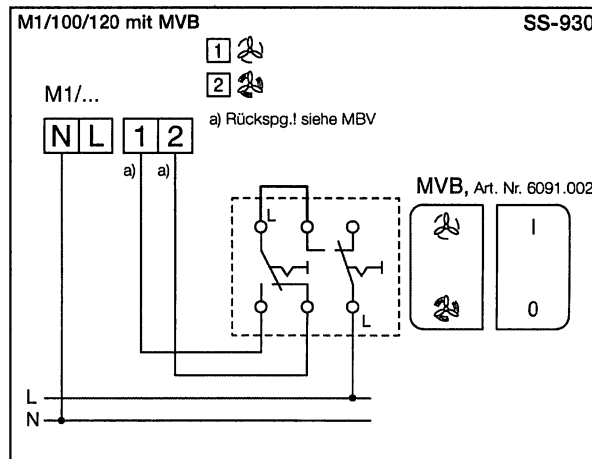 M1/100/120 mit MVB
SS-930
1
2
M1/...
a) Rückspg.! siehe MBV
N L 1 2
a) a)
MVB, Art. Nr. 6091.002
L
I
0
L
L
N